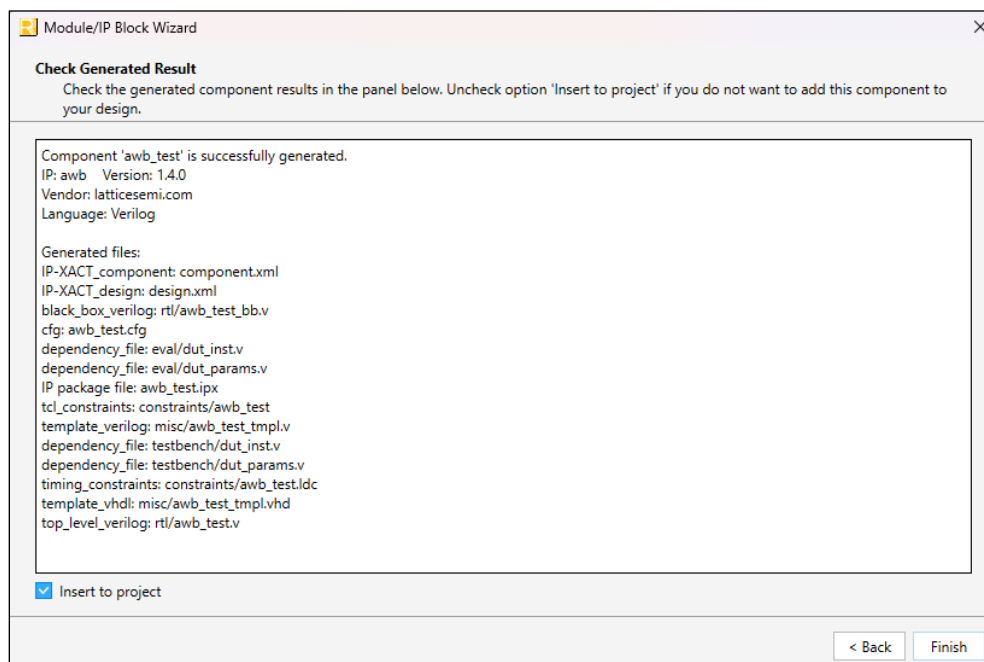 Module/IP Block Wizard
Check Generated Result
Check the generated component results in the panel below. Uncheck option 'Insert to project' if you do not want to add this component to
your design.
Component 'awb_test' is successfully generated.
IP: awb    Version: 1.4.0
Vendor: latticesemi.com
Language: Verilog
Generated files:
IP-XACT_component: component.xml
IP-XACT_design: design.xml
black_box_verilog: rtl/awb_test_bb.v
cfg: awb_test.cfg
dependency_file: eval/dut_inst.v
dependency_file: eval/dut_params.v
IP package file: awb_test.ipx
tcl_constraints: constraints/awb_test
template_verilog: misc/awb_test_tmpl.v
dependency_file: testbench/dut_inst.v
dependency_file: testbench/dut_params.v
timing_constraints: constraints/awb_test.ldc
template_vhdl: misc/awb_test_tmpl.vhd
top_level_verilog: rtl/awb_test.v
Insert to project
< Back    Finish